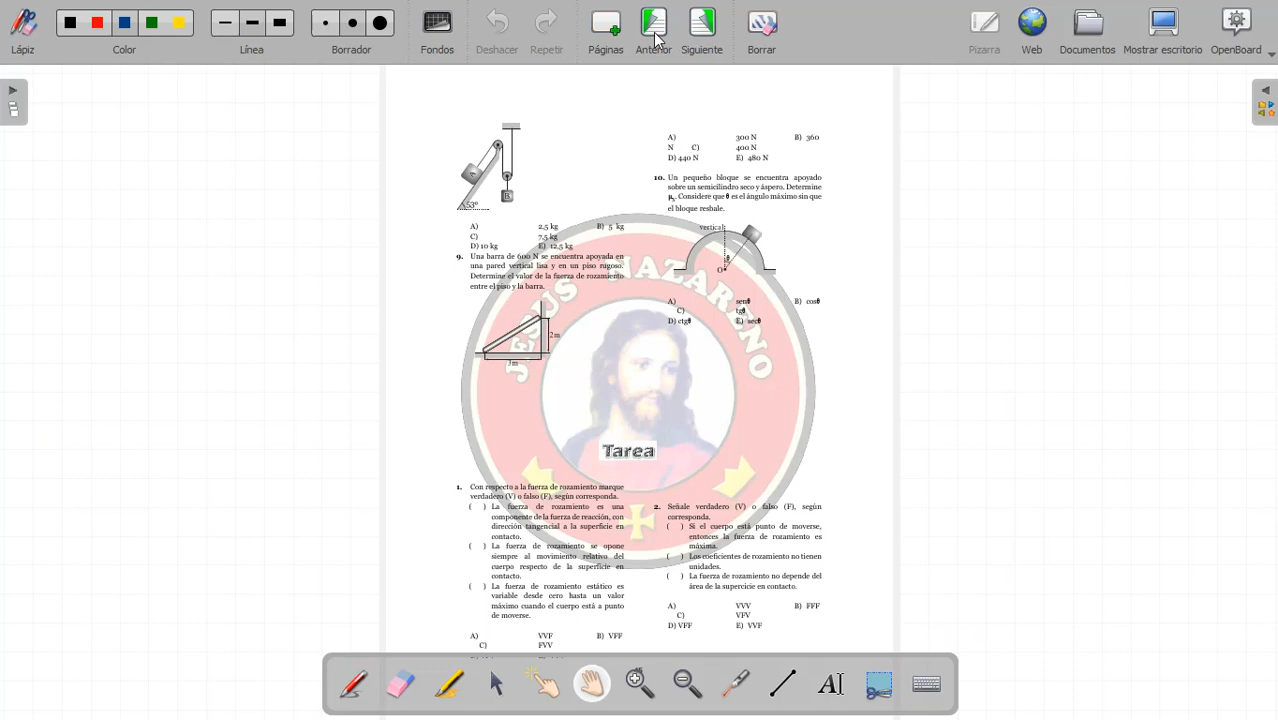 Lápiz
Color
Línea
Borrador
Fondos
Deshacer
Repetir
Páginas
Anterior
Siguiente
Borrar
Pizarra
Web
Documentos
Mostrar escritorio
OpenBoard
A
B
53º
A) 2,5 kg B) 5 kg
C) 7,5 kg
D) 10 kg E) 12,5 kg
9. Una barra de 600 N se encuentra apoyada en
una pared vertical lisa y en un piso rugoso.
Determine el valor de la fuerza de rozamiento
entre el piso y la barra.
2m
3m
A) 300 N B) 360
N C) 400 N
D) 440 N E) 480 N
10. Un pequeño bloque se encuentra apoyado
sobre un semicilindro seco y áspero. Determine
μs. Considere que θ es el ángulo máximo sin que
el bloque resbale.
vertical
θ
O
A) senθ B) cosθ
C) tgθ
D) ctgθ E) secθ
JESUS NAZARENO
Tarea
1. Con respecto a la fuerza de rozamiento marque
verdadero (V) o falso (F), según corresponda.
( ) La fuerza de rozamiento es una
componente de la fuerza de reacción, con
dirección tangencial a la superficie en
contacto.
( ) La fuerza de rozamiento se opone
siempre al movimiento relativo del
cuerpo respecto de la superficie en
contacto.
( ) La fuerza de rozamiento estático es
variable desde cero hasta un valor
máximo cuando el cuerpo está a punto
de moverse.
A) VVF B) VFF
C) FVV
2. Señale verdadero (V) o falso (F), según
corresponda.
( ) Si el cuerpo está punto de moverse,
entonces la fuerza de rozamiento es
máxima.
( ) Los coeficientes de rozamiento no tienen
unidades.
( ) La fuerza de rozamiento no depende del
área de la supercicie en contacto.
A) VVV B) FFF
C) VFV
D) VFF E) VVF